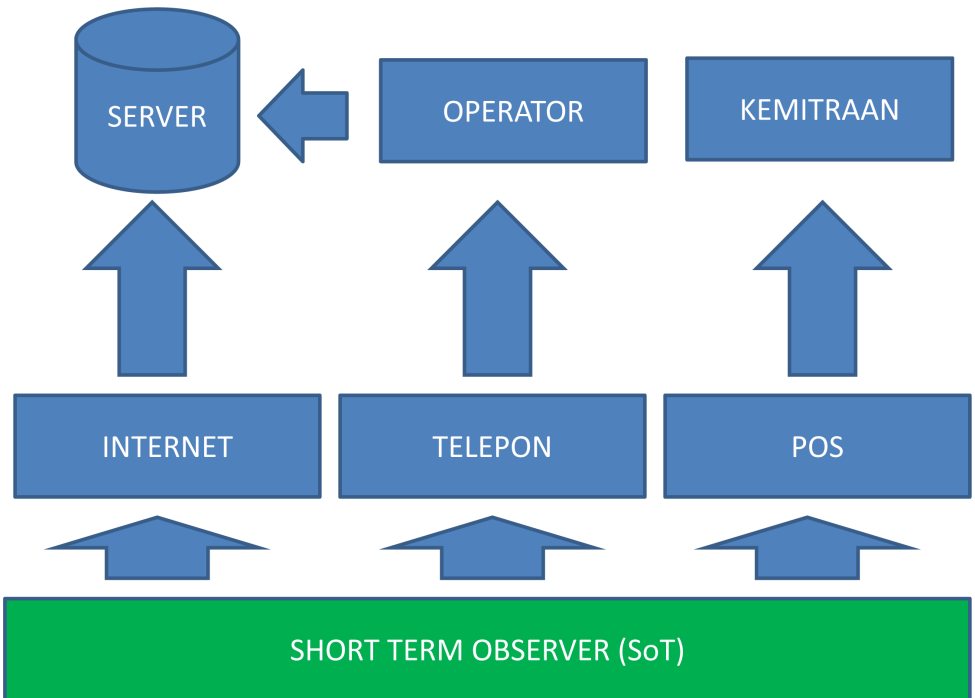 SERVER
OPERATOR
KEMITRAAN
INTERNET
TELEPON
POS
SHORT TERM OBSERVER (SoT)